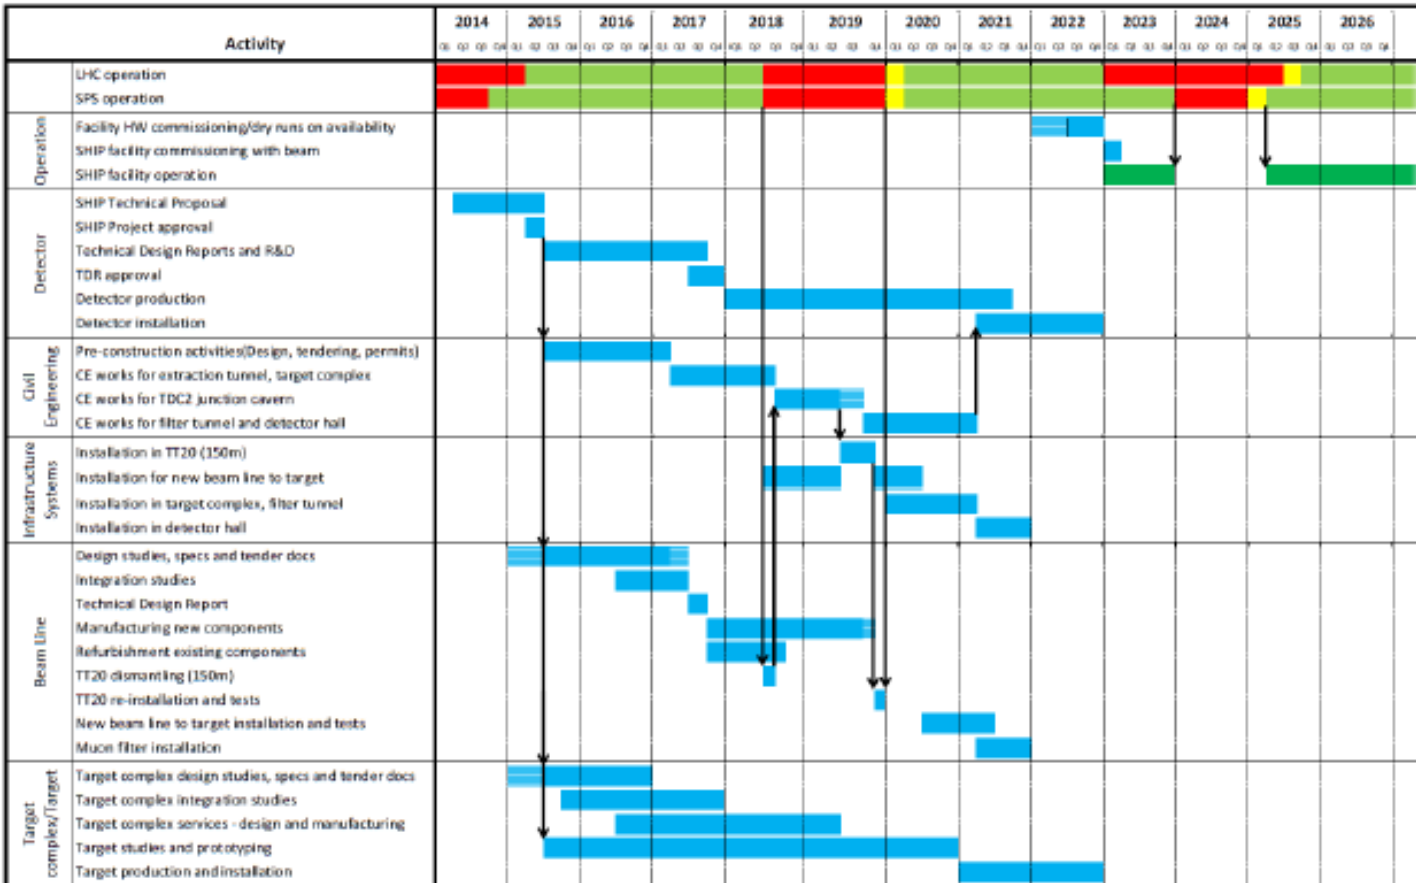 2014 2015 2016 2017 2018 2019 2020 2021 2022 2023 2024 2025 2026
Activity
LHC operation
SPS operation
Operation
Facility HW commissioning/dry runs on availability
SHIP facility commissioning with beam
SHIP facility operation
Detector
SHIP Technical Proposal
SHIP Project approval
Technical Design Reports and R&D
TDR approval
Detector production
Detector installation
Civil
Engineering
Pre-construction activities(Design, tendering, permits)
CE works for extraction tunnel, target complex
CE works for TDC2 junction cavern
CE works for filter tunnel and detector hall
Infrastructure
Systems
Installation in TT20 (150m)
Installation for new beam line to target
Installation in target complex, filter tunnel
Installation in detector hall
Beam Line
Design studies, specs and tender docs
Integration studies
Technical Design Report
Manufacturing new components
Refurbishment existing components
TT20 dismantling (150m)
TT20 re-installation and tests
New beam line to target installation and tests
Muon filter installation
Target
complex/Target
Target complex design studies, specs and tender docs
Target complex integration studies
Target complex services - design and manufacturing
Target studies and prototyping
Target production and installation